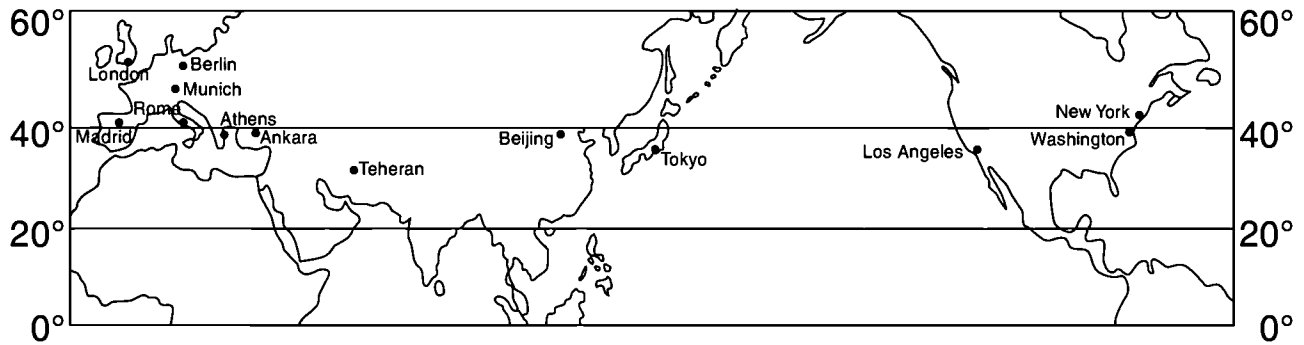 60° 60°
London
Berlin
Munich
Rome
Athens
New York
40° Madrid Ankara Beijing Washington 40°
Tokyo
Los Angeles
Teheran
20° 20°
0° 0°